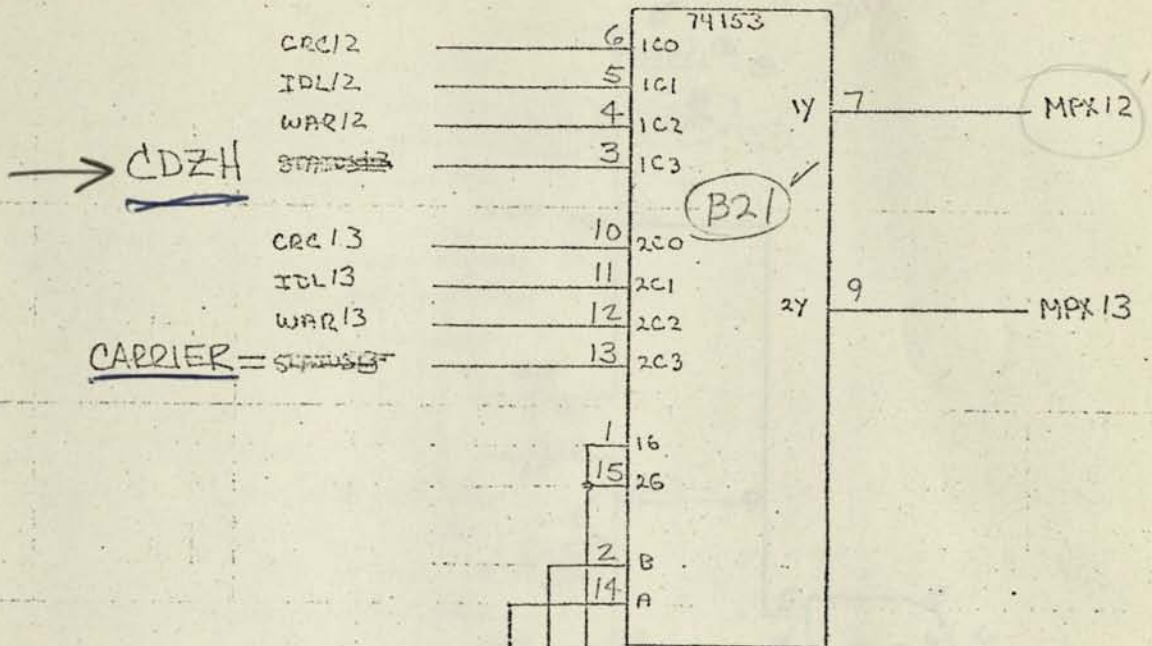 74153
CRC12 6 1C0
IDL12 5 1C1
WAR12 4 1C2 1Y 7 MPX12
→ CDZH 3 1C3
B21
CRC13 10 2C0
IDL13 11 2C1
WAR13 12 2C2 2Y 9 MPX13
CARRIER = 13 2C3
1 1G
15 2G
2 B
14 A